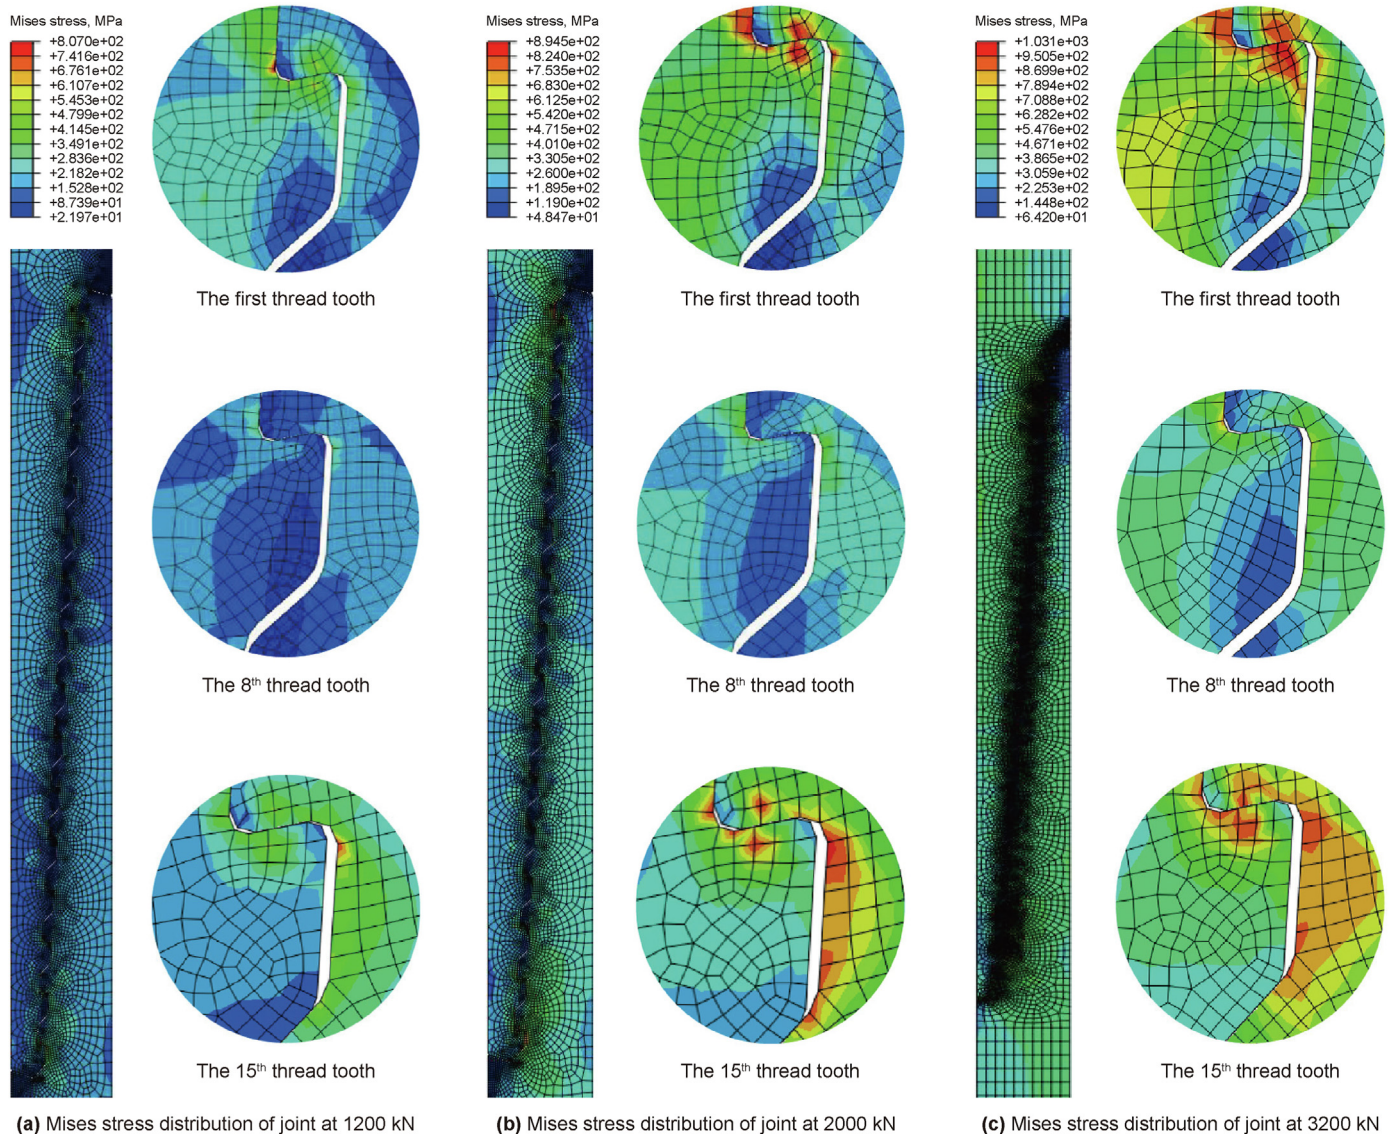 Mises stress, MPa
+8.070e+02
+7.416e+02
+6.761e+02
+6.107e+02
+5.453e+02
+4.799e+02
+4.145e+02
+3.491e+02
+2.836e+02
+2.182e+02
+1.528e+02
+8.739e+01
+2.197e+01
The first thread tooth
The 8th thread tooth
The 15th thread tooth
(a) Mises stress distribution of joint at 1200 kN
Mises stress, MPa
+8.945e+02
+8.240e+02
+7.535e+02
+6.830e+02
+6.125e+02
+5.420e+02
+4.715e+02
+4.010e+02
+3.305e+02
+2.600e+02
+1.895e+02
+1.190e+02
+4.847e+01
The first thread tooth
The 8th thread tooth
The 15th thread tooth
(b) Mises stress distribution of joint at 2000 kN
Mises stress, MPa
+1.031e+03
+9.505e+02
+8.699e+02
+7.894e+02
+7.088e+02
+6.282e+02
+5.476e+02
+4.671e+02
+3.865e+02
+3.059e+02
+2.253e+02
+1.448e+02
+6.420e+01
The first thread tooth
The 8th thread tooth
The 15th thread tooth
(c) Mises stress distribution of joint at 3200 kN